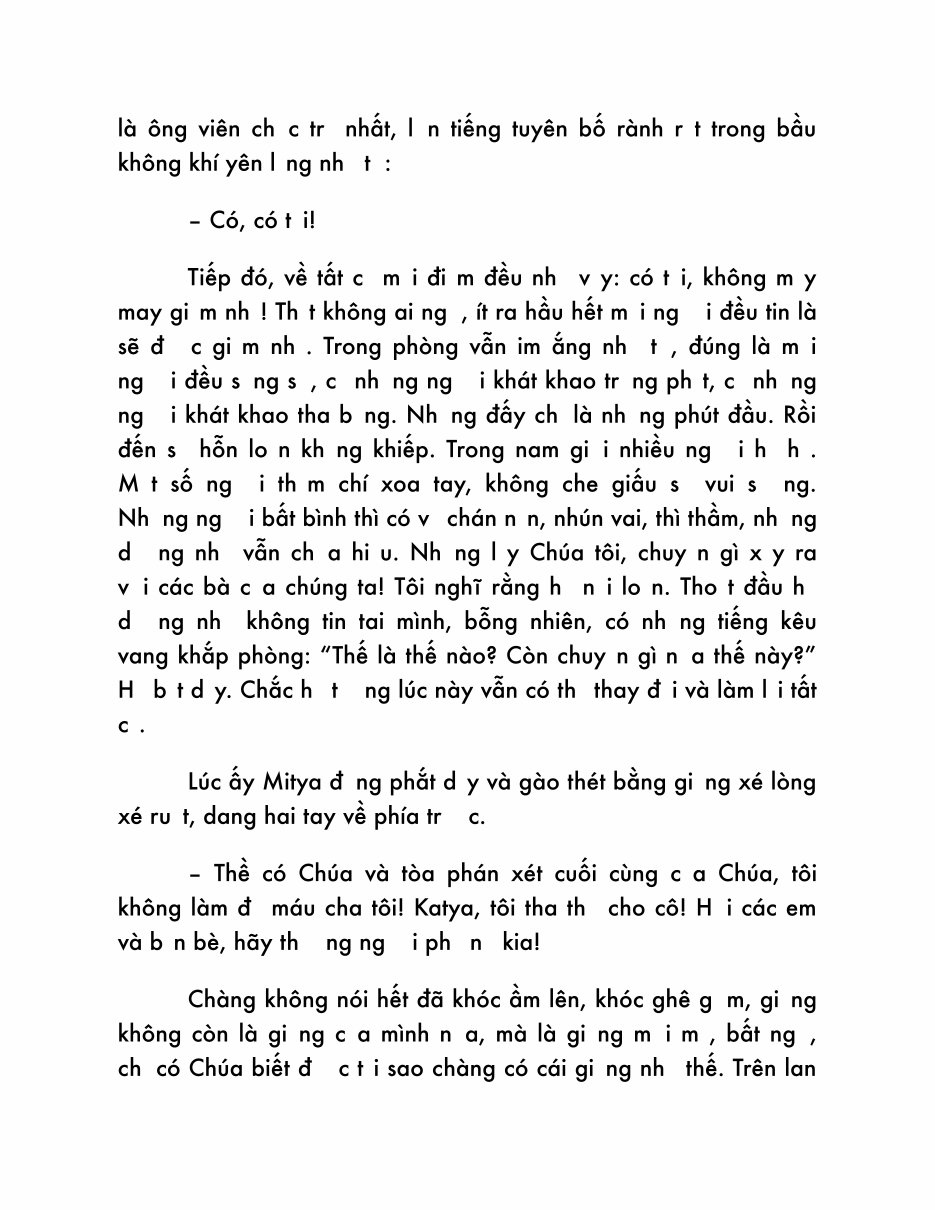 là ông viên ch c tr nhất, l n tiếng tuyên bố rành r t trong bầu
không khí yên l ng nh t :
– Có, có t i!
Tiếp đó, về tất c m i đi m đều nh v y: có t i, không m y
may gi m nh ! Th t không ai ng , ít ra hầu hết m i ng i đều tin là
sẽ đ c gi m nh . Trong phòng vẫn im ắng nh t , đúng là m i
ng i đều s ng s , c nh ng ng i khát khao tr ng ph t, c nh ng
ng i khát khao tha b ng. Nh ng đấy ch là nh ng phút đầu. Rồi
đến s hỗn lo n kh ng khiếp. Trong nam gi i nhiều ng i h h .
M t số ng i th m chí xoa tay, không che giấu s vui s ng.
Nh ng ng i bất bình thì có v chán n n, nhún vai, thì thầm, nh ng
d ng nh vẫn ch a hi u. Nh ng l y Chúa tôi, chuy n gì x y ra
v i các bà c a chúng ta! Tôi nghĩ rằng h n i lo n. Tho t đầu h
d ng nh không tin tai mình, bỗng nhiên, có nh ng tiếng kêu
vang khắp phòng: “Thế là thế nào? Còn chuy n gì n a thế này?”
H b t d y. Chắc h t ng lúc này vẫn có th thay đ i và làm l i tất
c .
Lúc ấy Mitya đ ng phắt d y và gào thét bằng gi ng xé lòng
xé ru t, dang hai tay về phía tr c.
– Thề có Chúa và tòa phán xét cuối cùng c a Chúa, tôi
không làm đ máu cha tôi! Katya, tôi tha th cho cô! H i các em
và b n bè, hãy th ng ng i ph n kia!
Chàng không nói hết đã khóc ầm lên, khóc ghê g m, gi ng
không còn là gi ng c a mình n a, mà là gi ng m i m , bất ng ,
ch có Chúa biết đ c t i sao chàng có cái gi ng nh thế. Trên lan